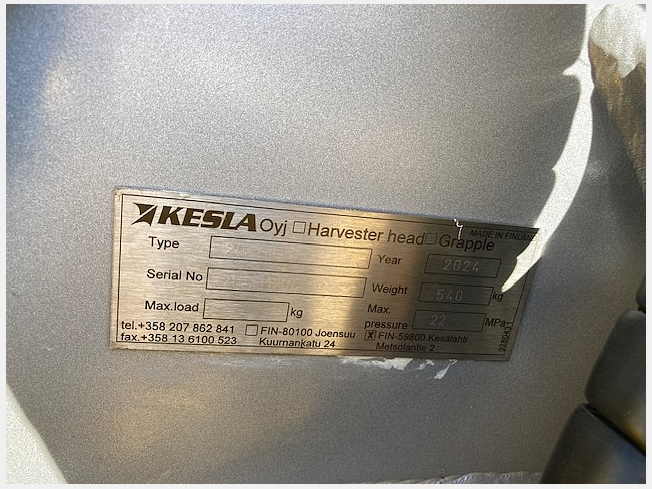 KESLA Oyj ☐ Harvester head ☐ Grapple
MADE IN FINLAND
Type
Year 2024
Serial No
Weight 540 kg
Max.load kg
Max. pressure 22 MPa
tel.+358 207 862 841
fax.+358 13 6100 523
☐ FIN-80100 Joensuu
Kuurnankatu 24
☒ FIN-59800 Kesälahti
Metsolantie 2